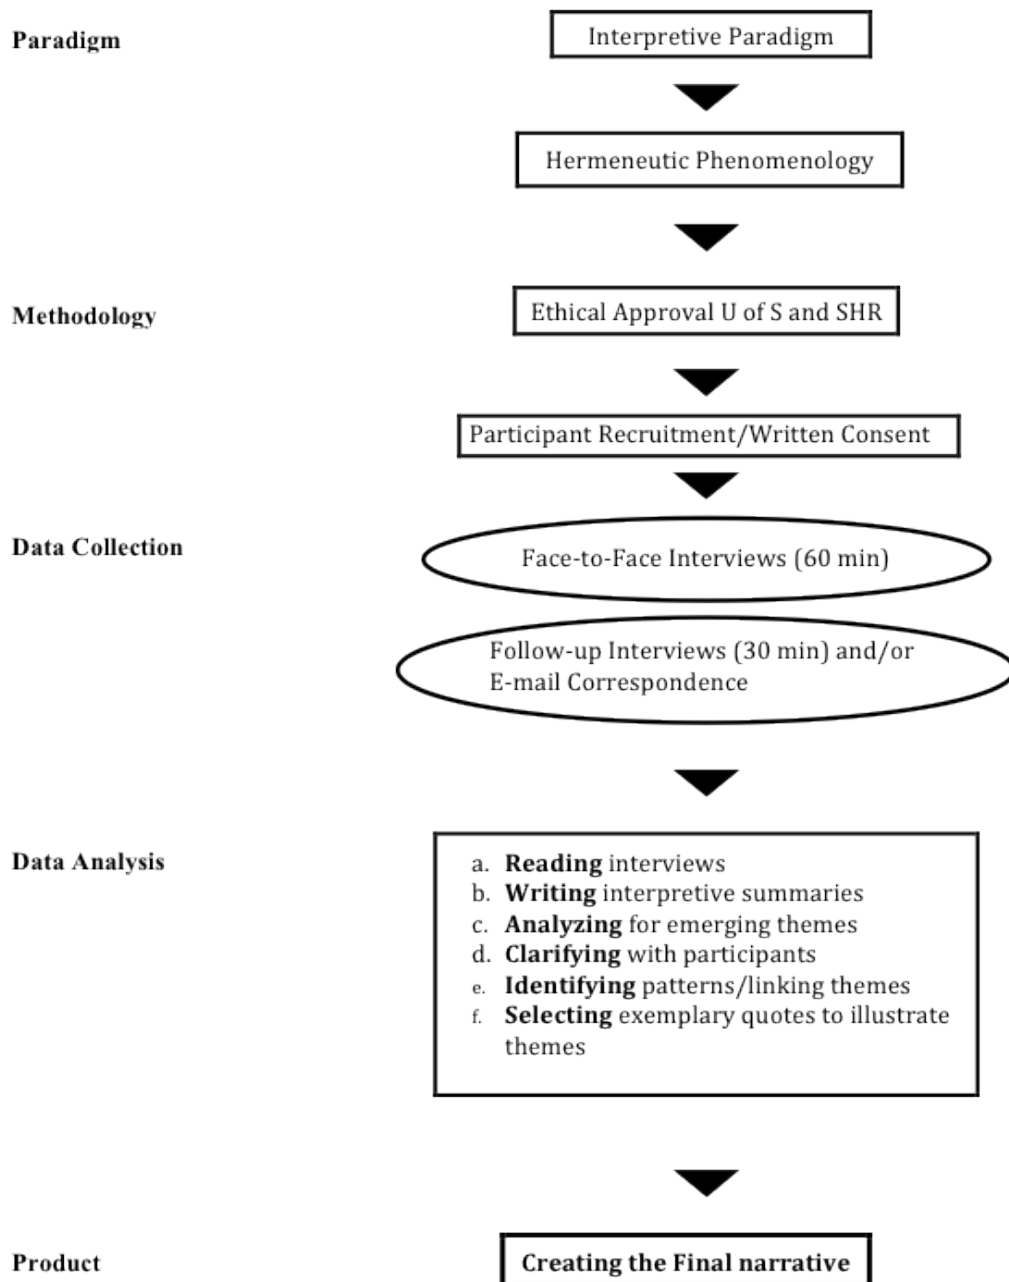 Paradigm
Interpretive Paradigm
Hermeneutic Phenomenology
Methodology
Ethical Approval U of S and SHR
Participant Recruitment/Written Consent
Data Collection
Face-to-Face Interviews (60 min)
Follow-up Interviews (30 min) and/or
E-mail Correspondence
Data Analysis
a. Reading interviews
b. Writing interpretive summaries
c. Analyzing for emerging themes
d. Clarifying with participants
e. Identifying patterns/linking themes
f. Selecting exemplary quotes to illustrate
themes
Product
Creating the Final narrative